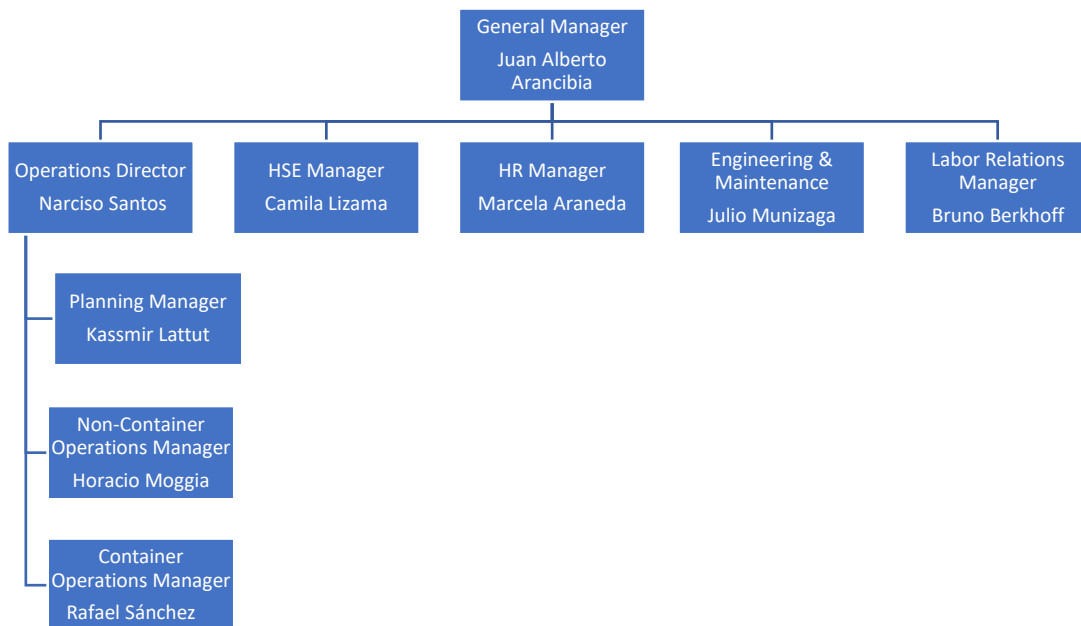 General Manager
Juan Alberto
Arancibia
Operations Director
Narciso Santos
HSE Manager
Camila Lizama
HR Manager
Marcela Araneda
Engineering &
Maintenance
Julio Munizaga
Labor Relations
Manager
Bruno Berkhoff
Planning Manager
Kassmir Lattut
Non-Container
Operations Manager
Horacio Moggia
Container
Operations Manager
Rafael Sánchez